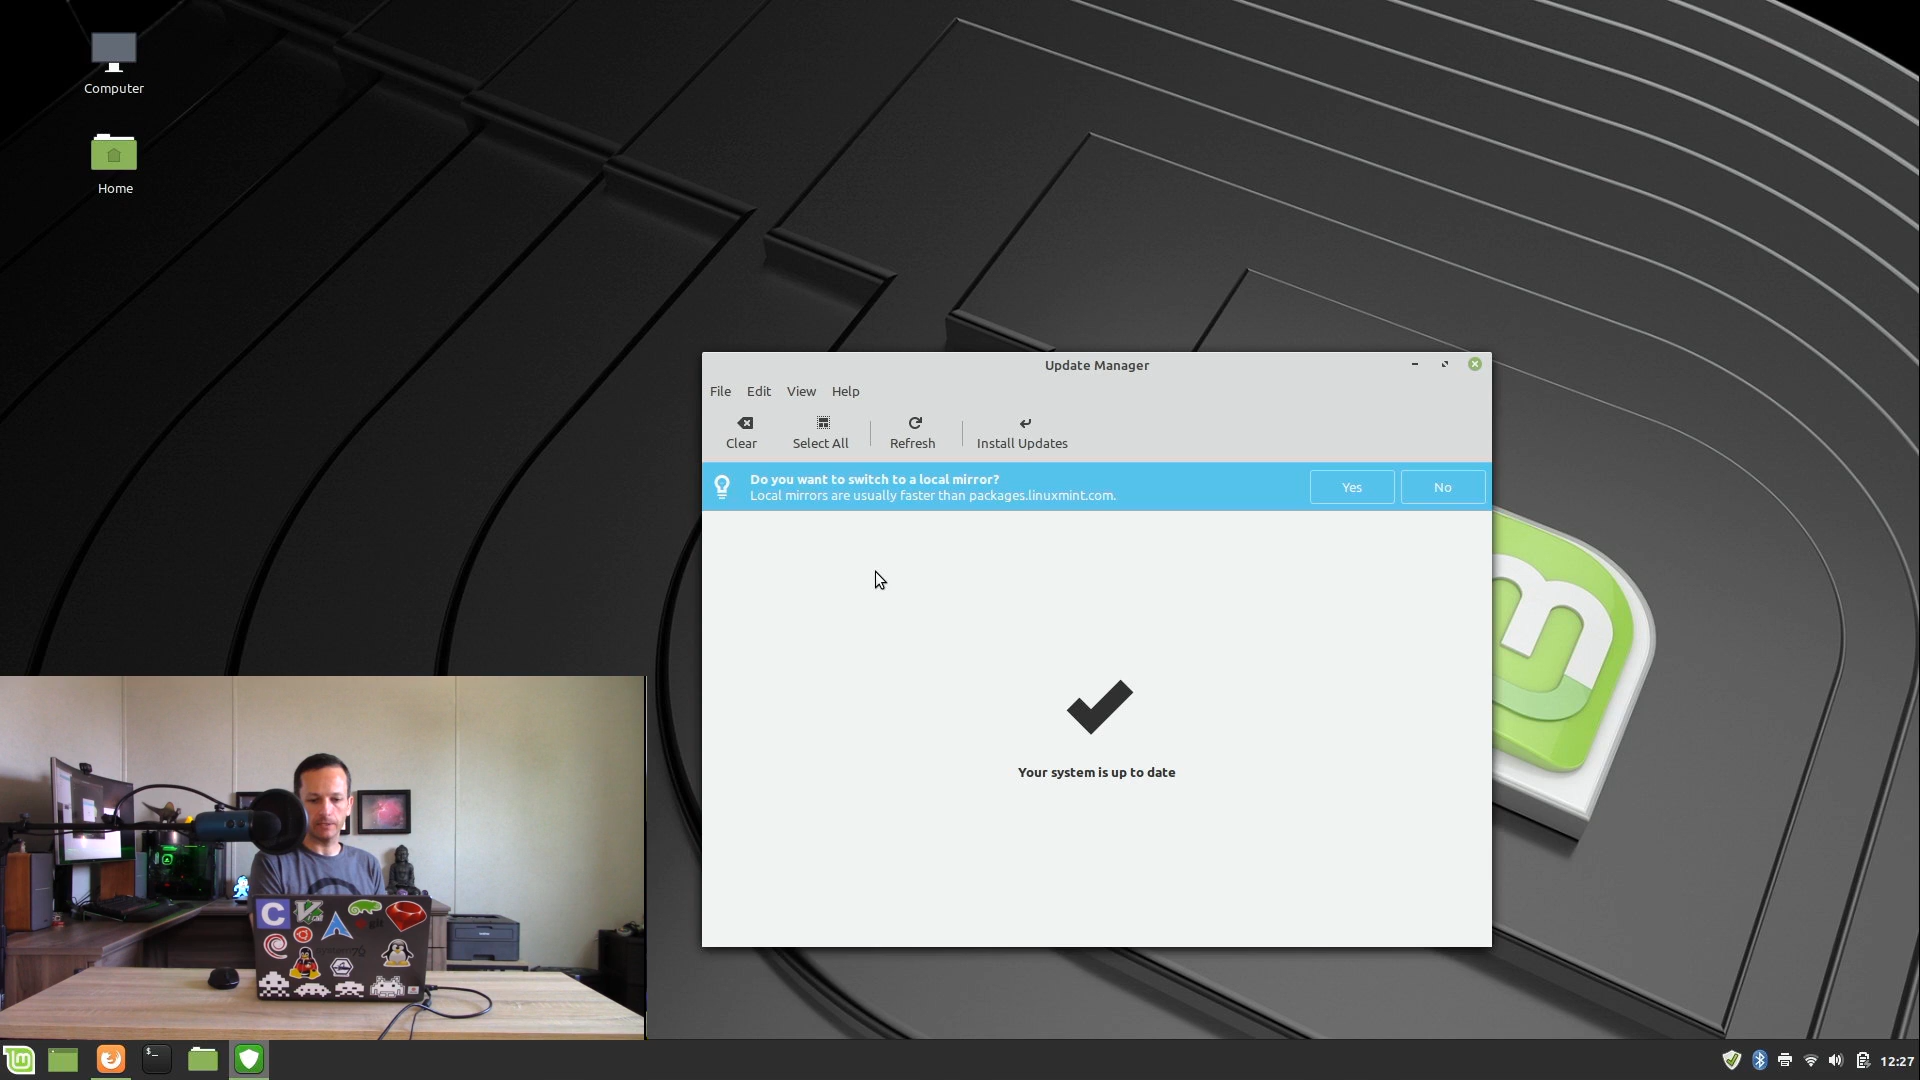 Computer
Home
Update Manager
File Edit View Help
Clear Select All Refresh Install Updates
Do you want to switch to a local mirror?
Local mirrors are usually faster than packages.linuxmint.com.
Yes No
Your system is up to date
C
git
$_
12:27